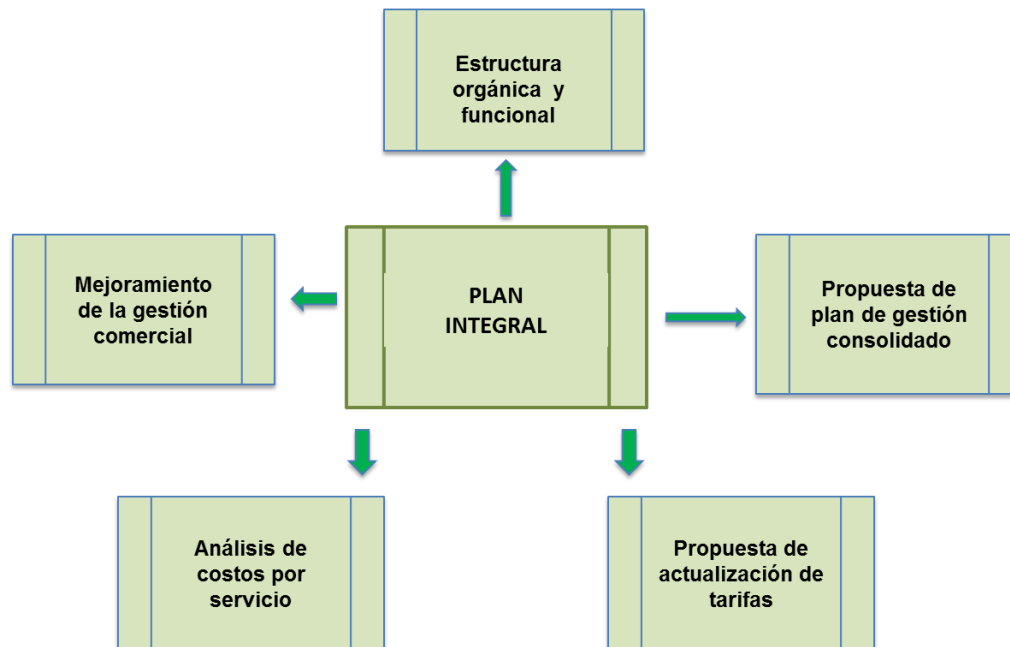 Estructura
orgánica y
funcional
Mejoramiento
de la gestión
comercial
PLAN
INTEGRAL
Propuesta de
plan de gestión
consolidado
Análisis de
costos por
servicio
Propuesta de
actualización de
tarifas